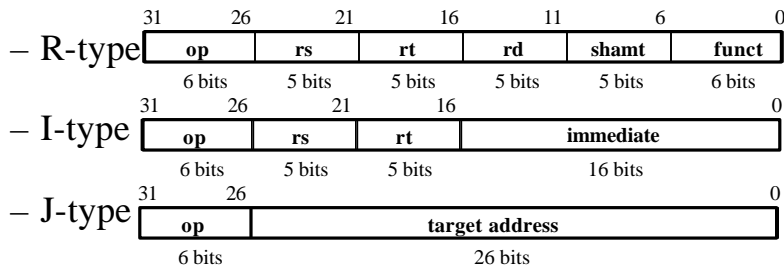 31 26 21 16 11 6 0
– R-type op rs rt rd shamt funct
6 bits 5 bits 5 bits 5 bits 5 bits 6 bits
31 26 21 16 0
– I-type op rs rt immediate
6 bits 5 bits 5 bits 16 bits
31 26 0
– J-type op target address
6 bits 26 bits